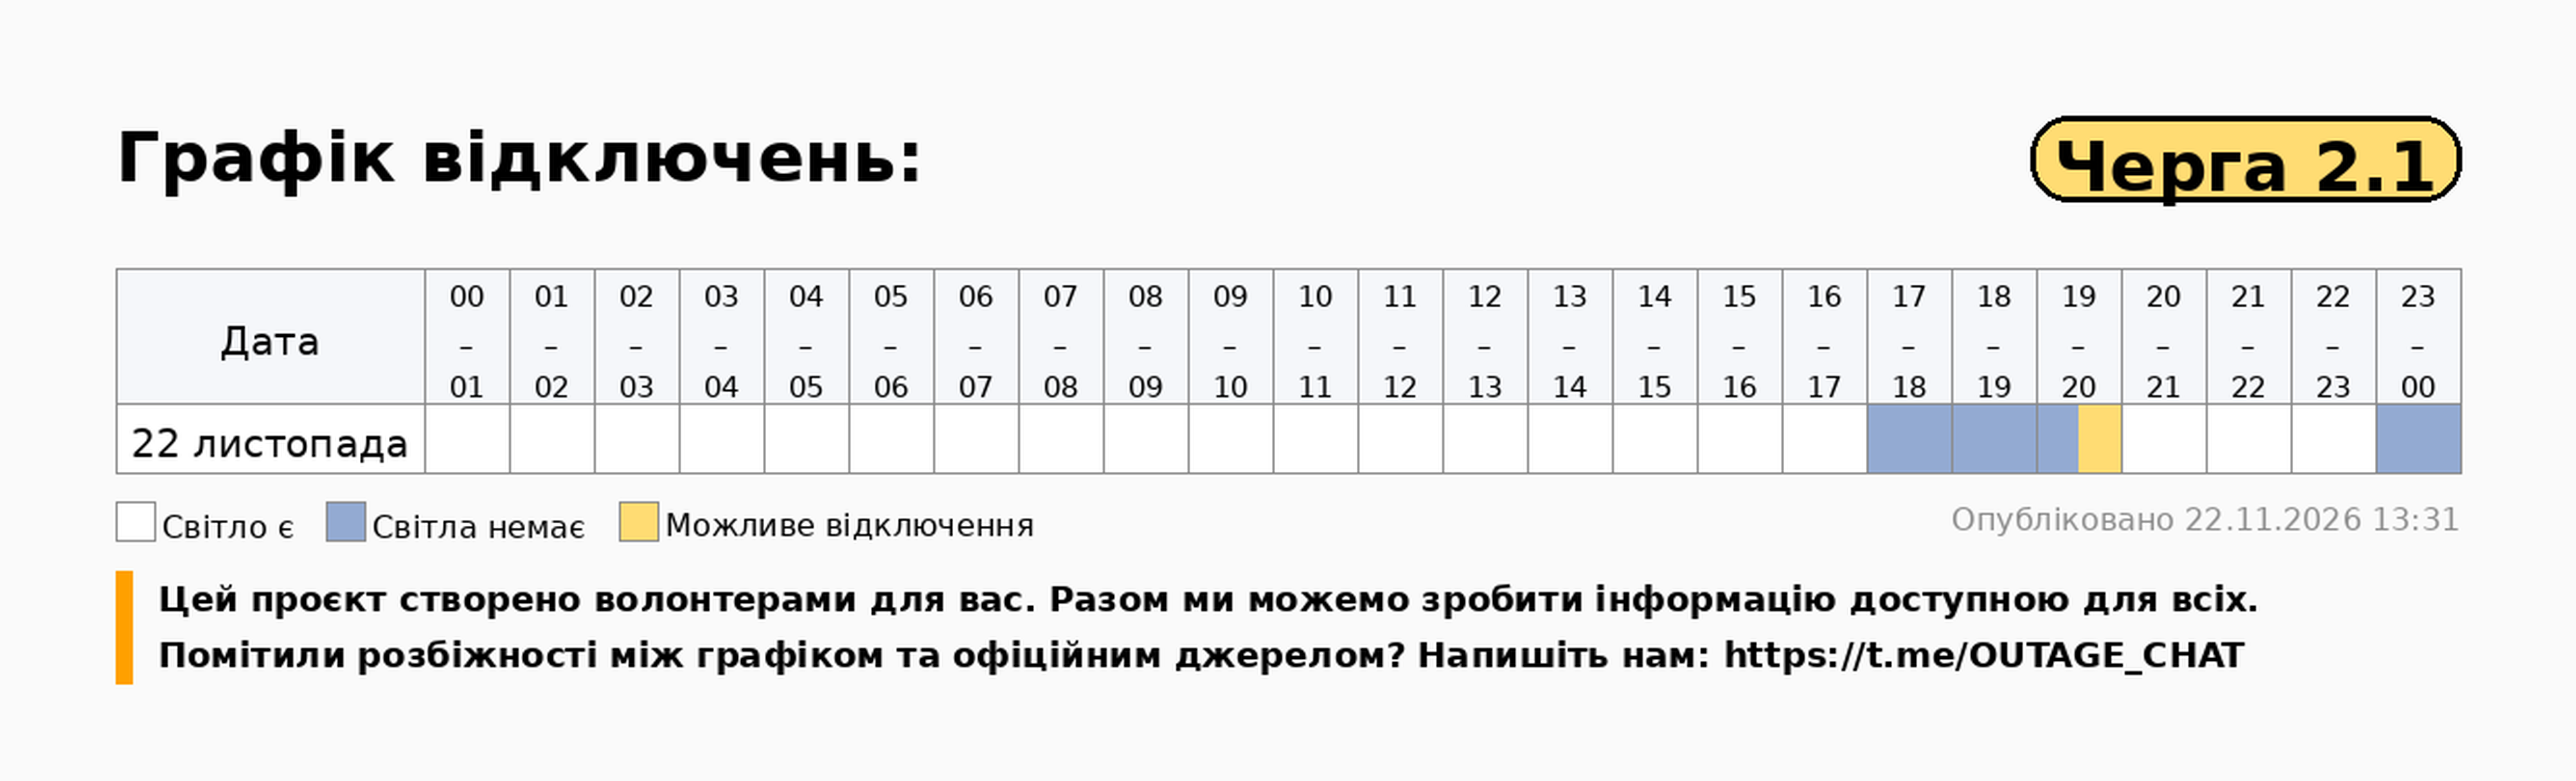 Графік відключень:
Черга 2.1
Дата
00 – 01
01 – 02
02 – 03
03 – 04
04 – 05
05 – 06
06 – 07
07 – 08
08 – 09
09 – 10
10 – 11
11 – 12
12 – 13
13 – 14
14 – 15
15 – 16
16 – 17
17 – 18
18 – 19
19 – 20
20 – 21
21 – 22
22 – 23
23 – 00
22 листопада
Світло є
Світла немає
Можливе відключення
Опубліковано 22.11.2026 13:31
Цей проєкт створено волонтерами для вас. Разом ми можемо зробити інформацію доступною для всіх.
Помітили розбіжності між графіком та офіційним джерелом? Напишіть нам: https://t.me/OUTAGE_CHAT